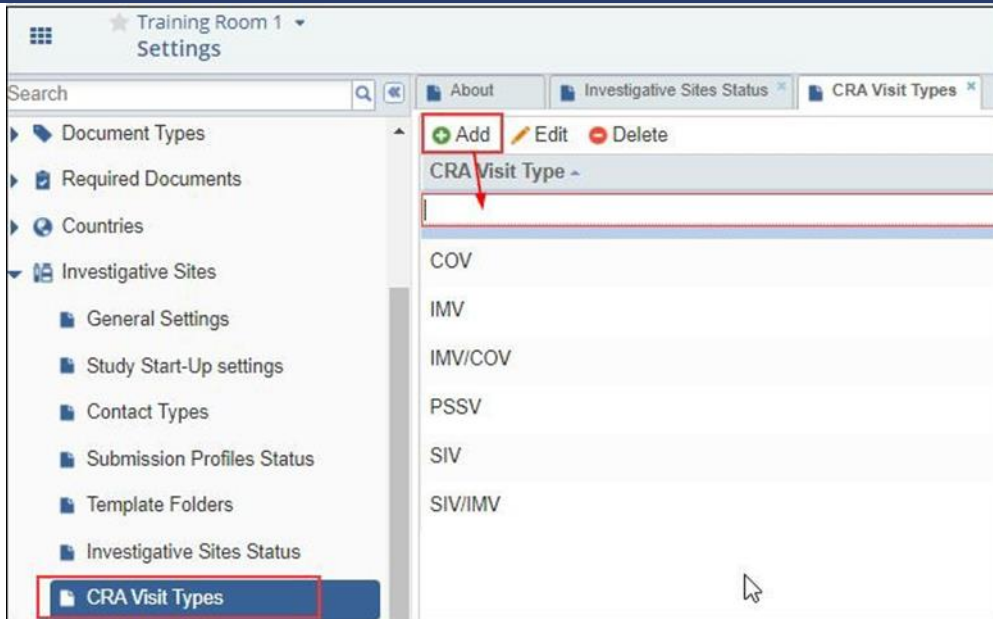 Training Room 1
Settings
Search
Document Types
Required Documents
Countries
Investigative Sites
General Settings
Study Start-Up settings
Contact Types
Submission Profiles Status
Template Folders
Investigative Sites Status
CRA Visit Types
About
Investigative Sites Status
CRA Visit Types
Add
Edit
Delete
CRA Visit Type
COV
IMV
IMV/COV
PSSV
SIV
SIV/IMV